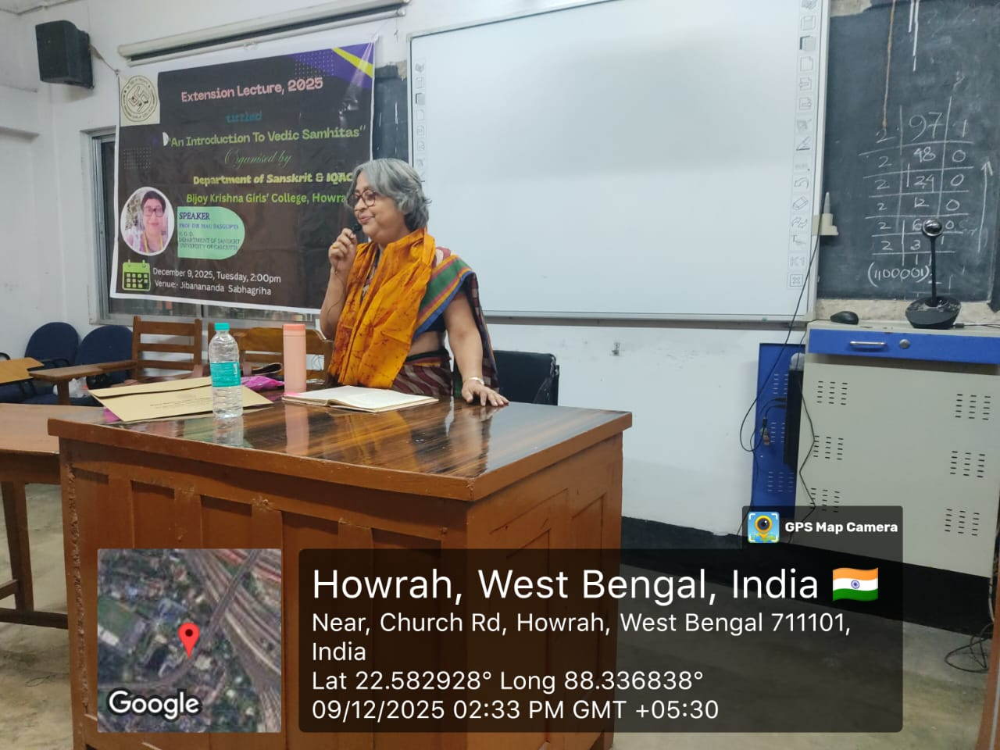 Extension Lecture, 2025
titled
"An Introduction To Vedic Samhitas"
Organised by
Department of Sanskrit & IQAC
Bijoy Krishna Girls' College, Howra
SPEAKER
PROF. DR. MAU DASGUPTA
H. O. D.
DEPARTMENT OF SANSKRIT
UNIVERSITY OF CALCUTTA
December 9, 2025, Tuesday, 2:00pm
Venue:- Jibanananda Sabhagriha
2 97 1
2 48 0
2 24 0
2 12 0
2 6 0
2 3 1
1
(1100001)
GPS Map Camera
Howrah, West Bengal, India
Near, Church Rd, Howrah, West Bengal 711101,
India
Lat 22.582928° Long 88.336838°
09/12/2025 02:33 PM GMT +05:30
Google